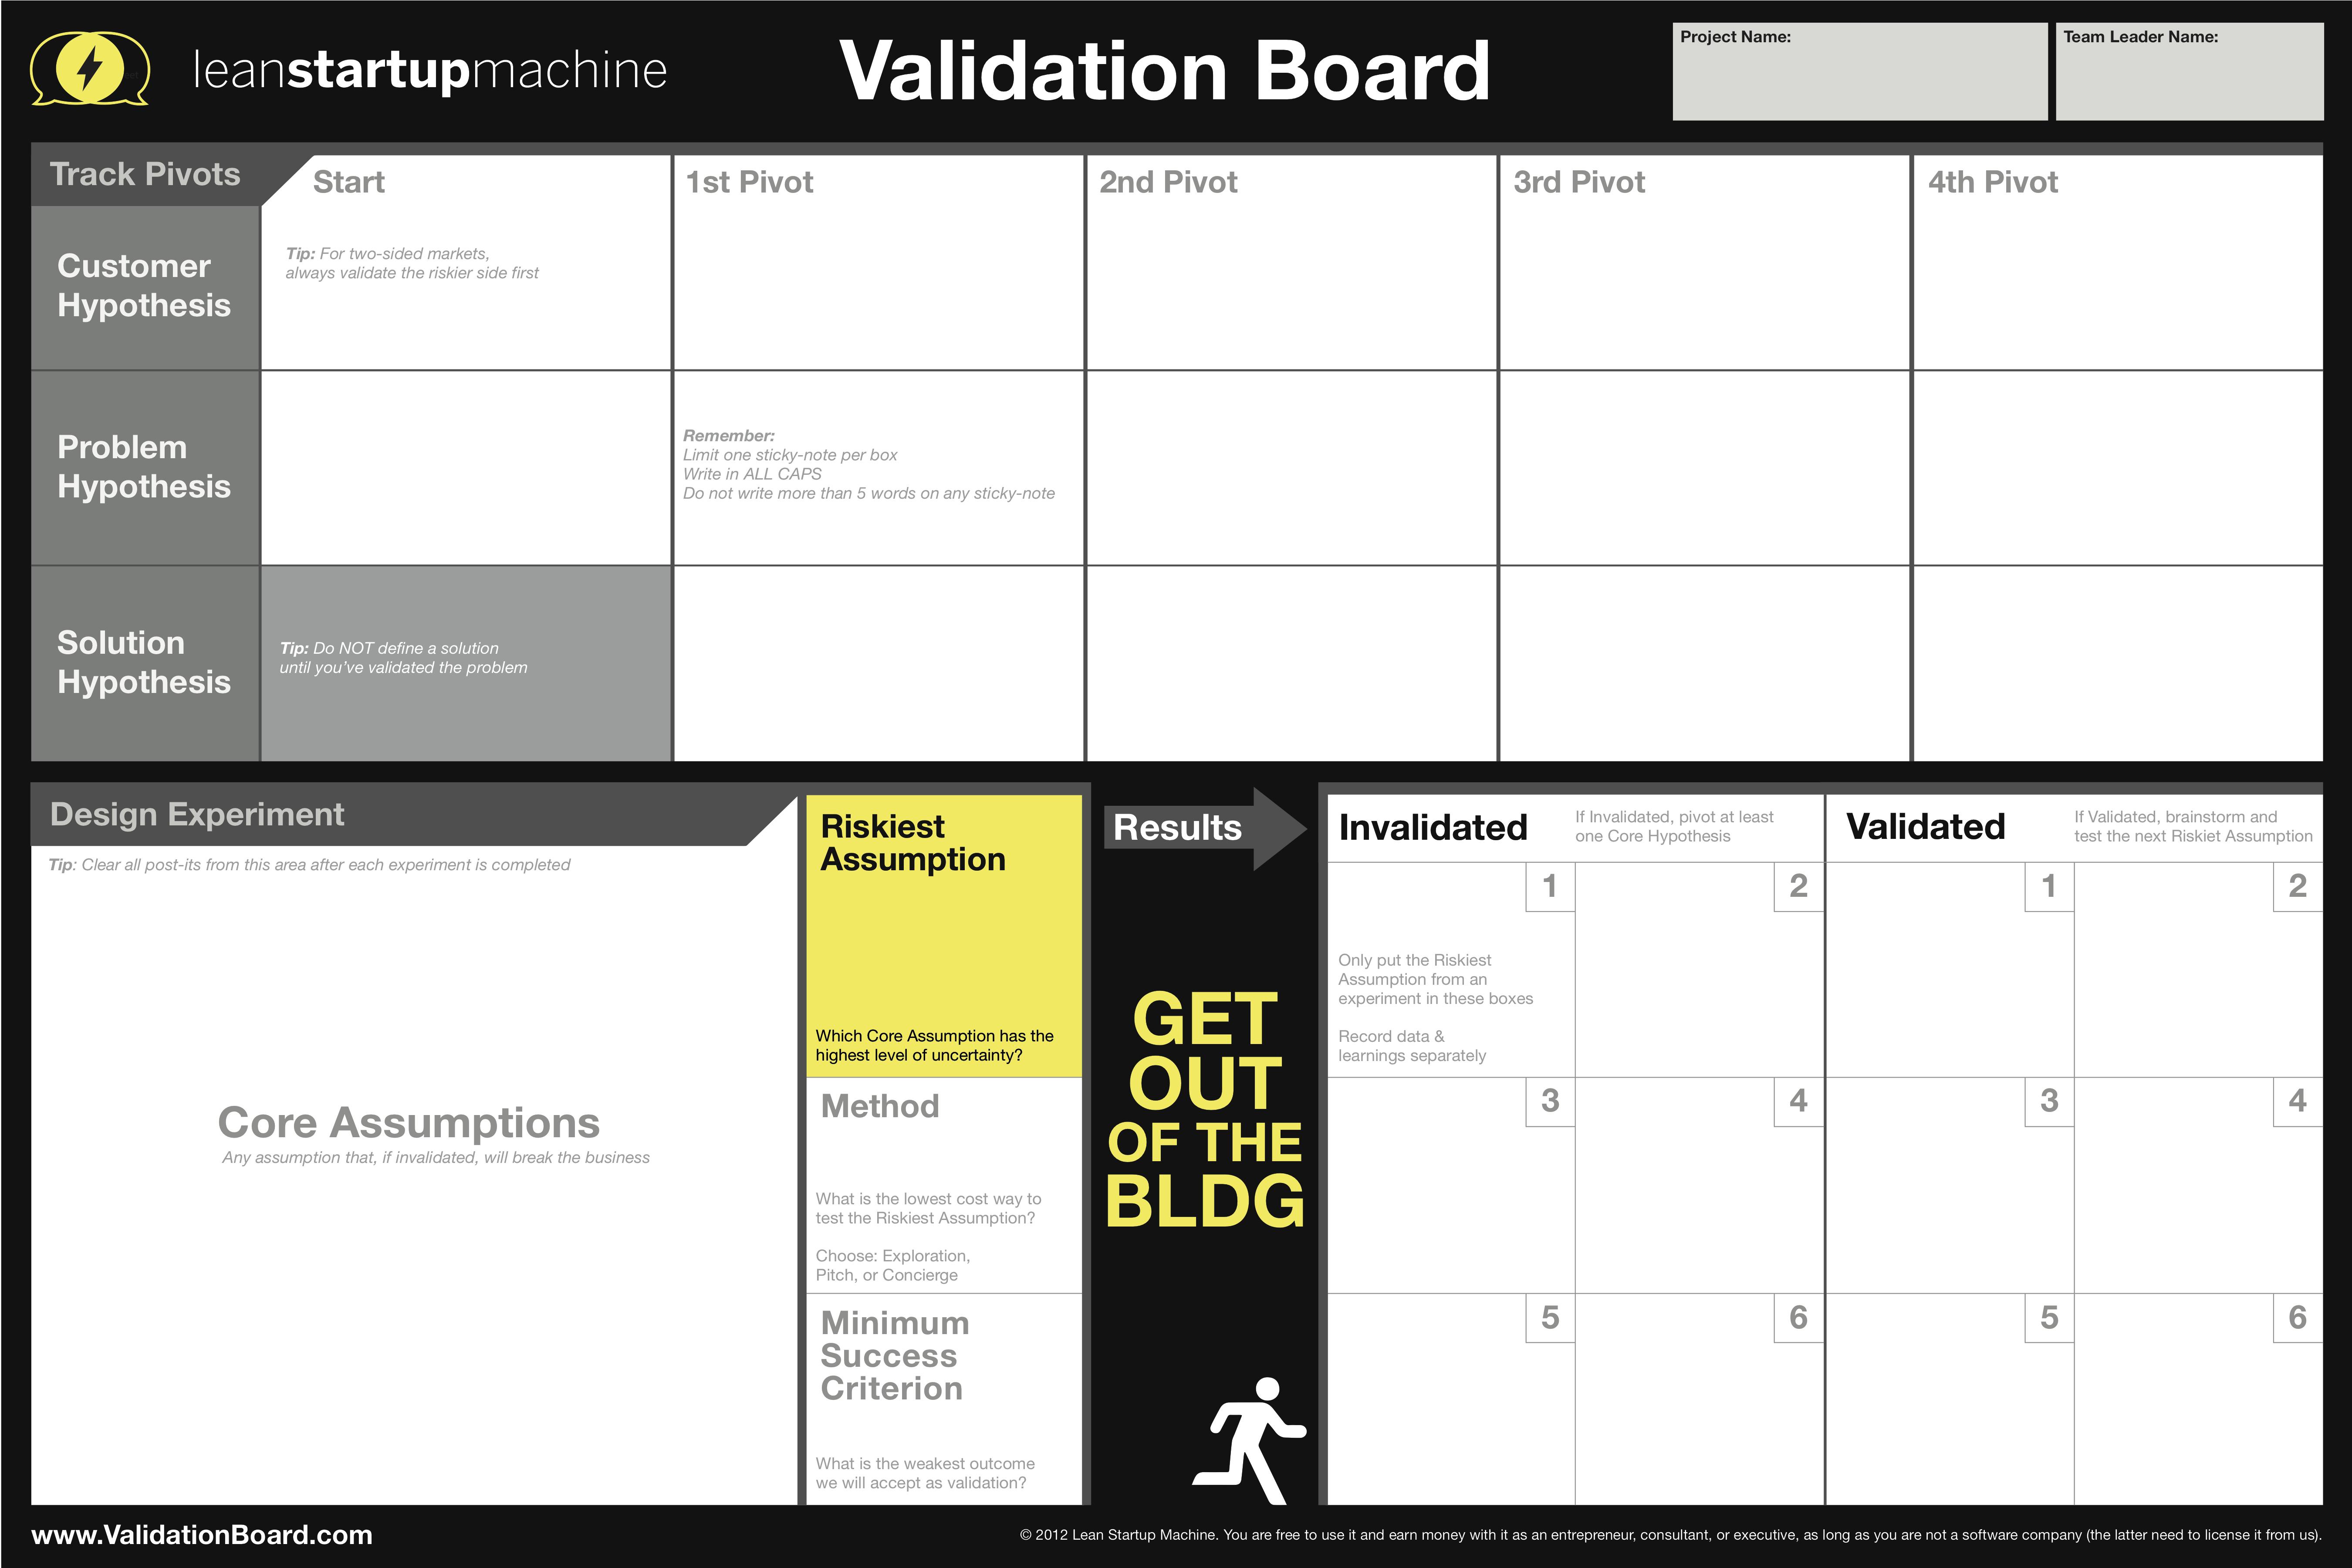 leanstartupmachine
Validation Board
Project Name:
Team Leader Name:
Track Pivots
Start
1st Pivot
2nd Pivot
3rd Pivot
4th Pivot
Customer
Hypothesis
Tip: For two-sided markets,
always validate the riskier side first
Problem
Hypothesis
Remember:
Limit one sticky-note per box
Write in ALL CAPS
Do not write more than 5 words on any sticky-note
Solution
Hypothesis
Tip: Do NOT define a solution
until you've validated the problem
Design Experiment
Tip: Clear all post-its from this area after each experiment is completed
Core Assumptions
Any assumption that, if invalidated, will break the business
Riskiest
Assumption
Which Core Assumption has the
highest level of uncertainty?
Method
What is the lowest cost way to
test the Riskiest Assumption?
Choose: Exploration,
Pitch, or Concierge
Minimum
Success
Criterion
What is the weakest outcome
we will accept as validation?
Results
GET
OUT
OF THE
BLDG
Invalidated
If Invalidated, pivot at least
one Core Hypothesis
Validated
If Validated, brainstorm and
test the next Riskiet Assumption
1
2
1
2
Only put the Riskiest
Assumption from an
experiment in these boxes
Record data &
learnings separately
3
4
3
4
5
6
5
6
www.ValidationBoard.com
© 2012 Lean Startup Machine. You are free to use it and earn money with it as an entrepreneur, consultant, or executive, as long as you are not a software company (the latter need to license it from us).